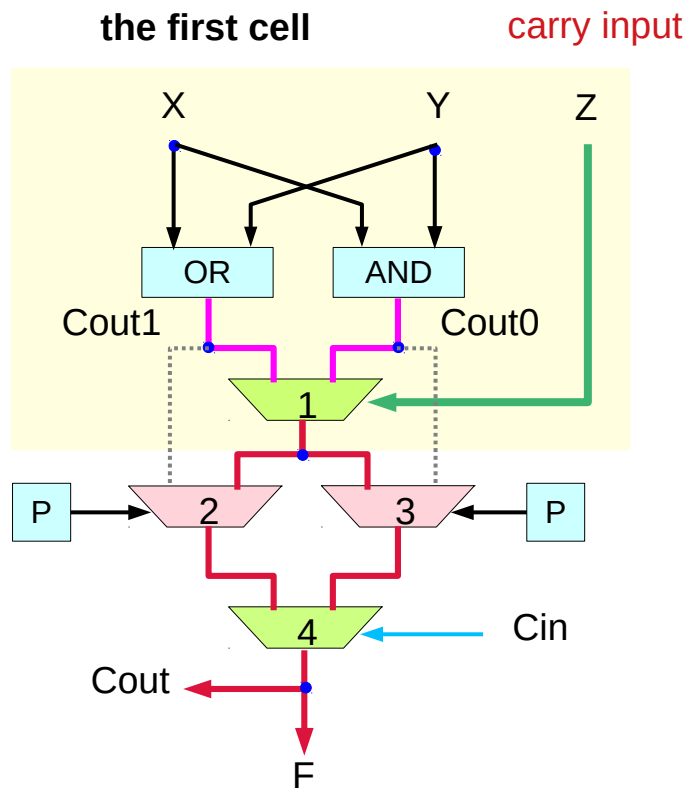 the first cell
carry input
X
Y
Z
OR
AND
Cout1
Cout0
1
P
2
3
P
4
Cin
Cout
F